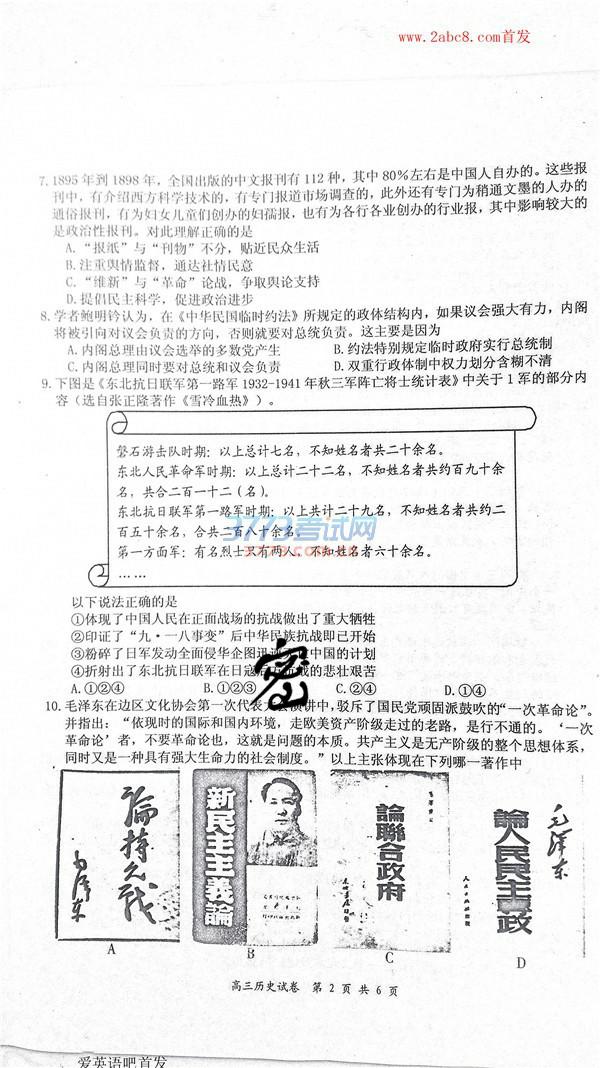 www.2abc8.com首发
7. 1895年到1898年，全国出版的中文报刊有112种，其中80%左右是中国人自办的。这些报
刊中，有介绍西方科学技术的，有专门报道市场调查的，此外还有专门为稍通文墨的人办的
通俗报刊，有为妇女儿童们创办的妇孺报，也有为各行各业创办的行业报，其中影响较大的
是政治性报刊。对此理解正确的是
A. “报纸”与“刊物”不分，贴近民众生活
B. 注重舆情监督，通达社情民意
C. “维新”与“革命”论战，争取舆论支持
D. 提倡民主科学，促进政治进步
8. 学者鲍明钤认为，在《中华民国临时约法》所规定的政体结构内，如果议会强大有力，内阁
将被引向对议会负责的方向，否则就要对总统负责。这主要是因为
A. 内阁总理由议会选举的多数党产生 B. 约法特别规定临时政府实行总统制
C. 内阁总理同时要对总统和议会负责 D. 双重行政体制中权力划分含糊不清
9. 下图是《东北抗日联军第一路军1932-1941年秋三军阵亡将士统计表》中关于1军的部分内
容（选自张正隆著作《雪冷血热》）。
磐石游击队时期：以上总计七名，不知姓名者共二十余名。
东北人民革命军时期：以上总计二十二名，不知姓名者共约百九十余
名，共合二百一十二（名）。
东北抗日联军第一路军时期：以上共计二十九名，不知姓名者共约二
百五十余名，合共二百八十余名。
第一方面军：有名烈士只有两人，不知姓名者六十余名。
……
3773考试网
以下说法正确的是
①体现了中国人民在正面战场的抗战做出了重大牺牲
②印证了“九·一八事变”后中华民族抗战即已开始
③粉碎了日军发动全面侵华企图迅速灭亡中国的计划
④折射出了东北抗日联军在日寇后方抗战的悲壮艰苦
密
A. ①②④ B. ①②③ C. ②④ D. ①④
10. 毛泽东在边区文化协会第一次代表大会演讲中，驳斥了国民党顽固派鼓吹的“一次革命论”。
并指出：“依现时的国际和国内环境，走欧美资产阶级走过的老路，是行不通的。‘一次
革命论’者，不要革命论也，这就是问题的本质。共产主义是无产阶级的整个思想体系，
同时又是一种具有强大生命力的社会制度。”以上主张体现在下列哪一著作中
論持久戰
毛澤東
新民主主義論
論聯合政府
論人民民主專政
毛澤东
人民出版社出版
A
B
C
D
高三历史试卷 第2页共6页
爱英语吧首发